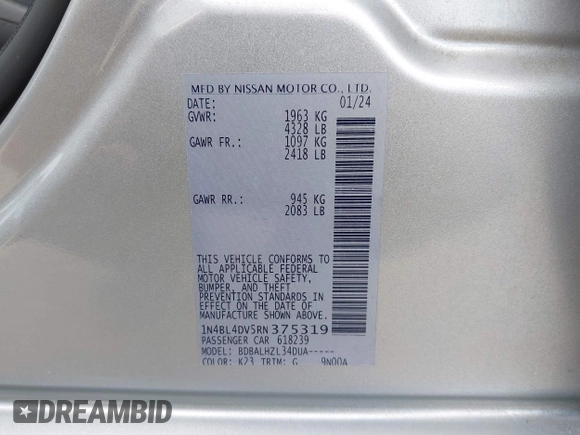 MFD BY NISSAN MOTOR CO., LTD.
DATE: 01/24
GVWR: 1963 KG
4328 LB
GAWR FR.: 1097 KG
2418 LB
GAWR RR.: 945 KG
2083 LB
THIS VEHICLE CONFORMS TO
ALL APPLICABLE FEDERAL
MOTOR VEHICLE SAFETY,
BUMPER, AND THEFT
PREVENTION STANDARDS IN
EFFECT ON THE DATE OF
MANUFACTURE SHOWN ABOVE.
1N4BL4DV5RN375319
PASSENGER CAR 618239
MODEL: BDBALHZL34DUA-----
COLOR: K23 TRIM: G 9N00A
DREAMBID